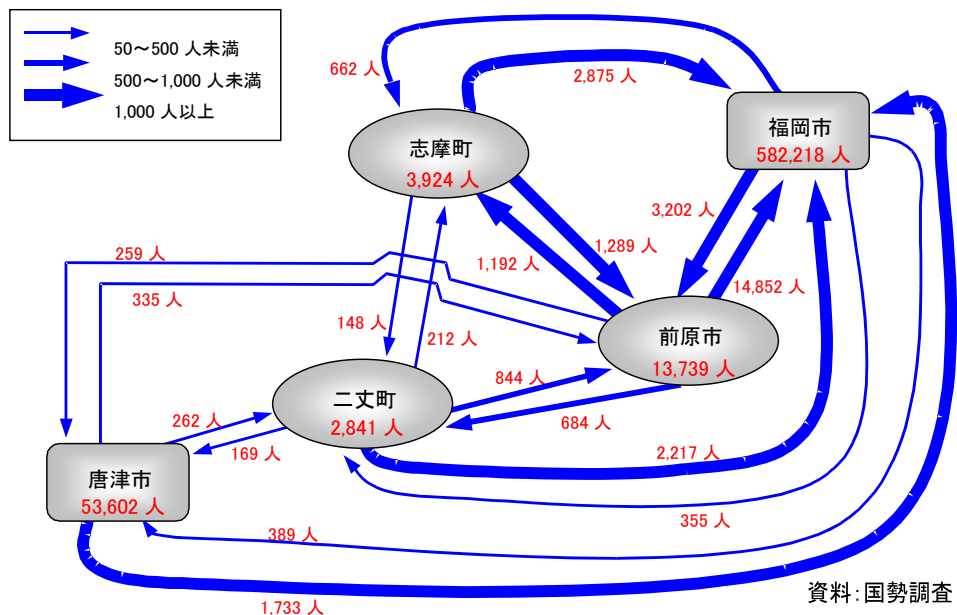 50～500 人未満
500～1,000 人未満
1,000 人以上
662 人
2,875 人
志摩町
3,924 人
福岡市
582,218 人
3,202 人
259 人
1,289 人
1,192 人
14,852 人
335 人
148 人
212 人
前原市
13,739 人
844 人
二丈町
2,841 人
684 人
262 人
169 人
2,217 人
唐津市
53,602 人
355 人
389 人
1,733 人
資料：国勢調査